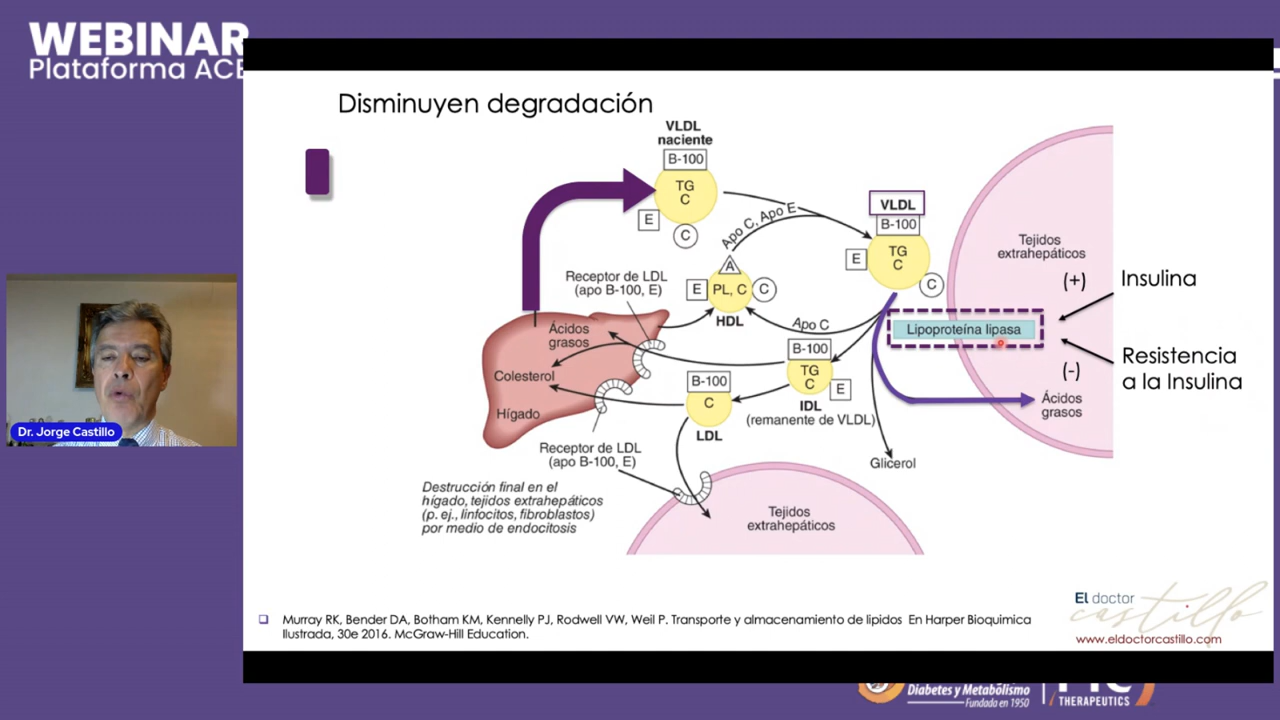 WEBINAR
Plataforma ACE
Disminuyen degradación
VLDL
naciente
B-100
TG
C
E
C
Apo C, Apo E
VLDL
B-100
TG
C
E
C
Tejidos
extrahepáticos
(+)
Insulina
Receptor de LDL
(apo B-100, E)
A
E
PL, C
C
HDL
Apo C
Lipoproteína lipasa
Resistencia
a la Insulina
(-)
Ácidos
grasos
Ácidos
grasos
Colesterol
Hígado
B-100
TG
C
E
IDL
(remanente de VLDL)
B-100
C
LDL
Glicerol
Receptor de LDL
(apo B-100, E)
Destrucción final en el
hígado, tejidos extrahepáticos
(p. ej., linfocitos, fibroblastos)
por medio de endocitosis
Tejidos
extrahepáticos
Dr. Jorge Castillo
Murray RK, Bender DA, Botham KM, Kennelly PJ, Rodwell VW, Weil P. Transporte y almacenamiento de lipidos En Harper Bioquimica
Ilustrada, 30e 2016. McGraw-Hill Education.
El doctor
castillo
www.eldoctorcastillo.com
Diabetes y Metabolismo
Fundada en 1950
THERAPEUTICS